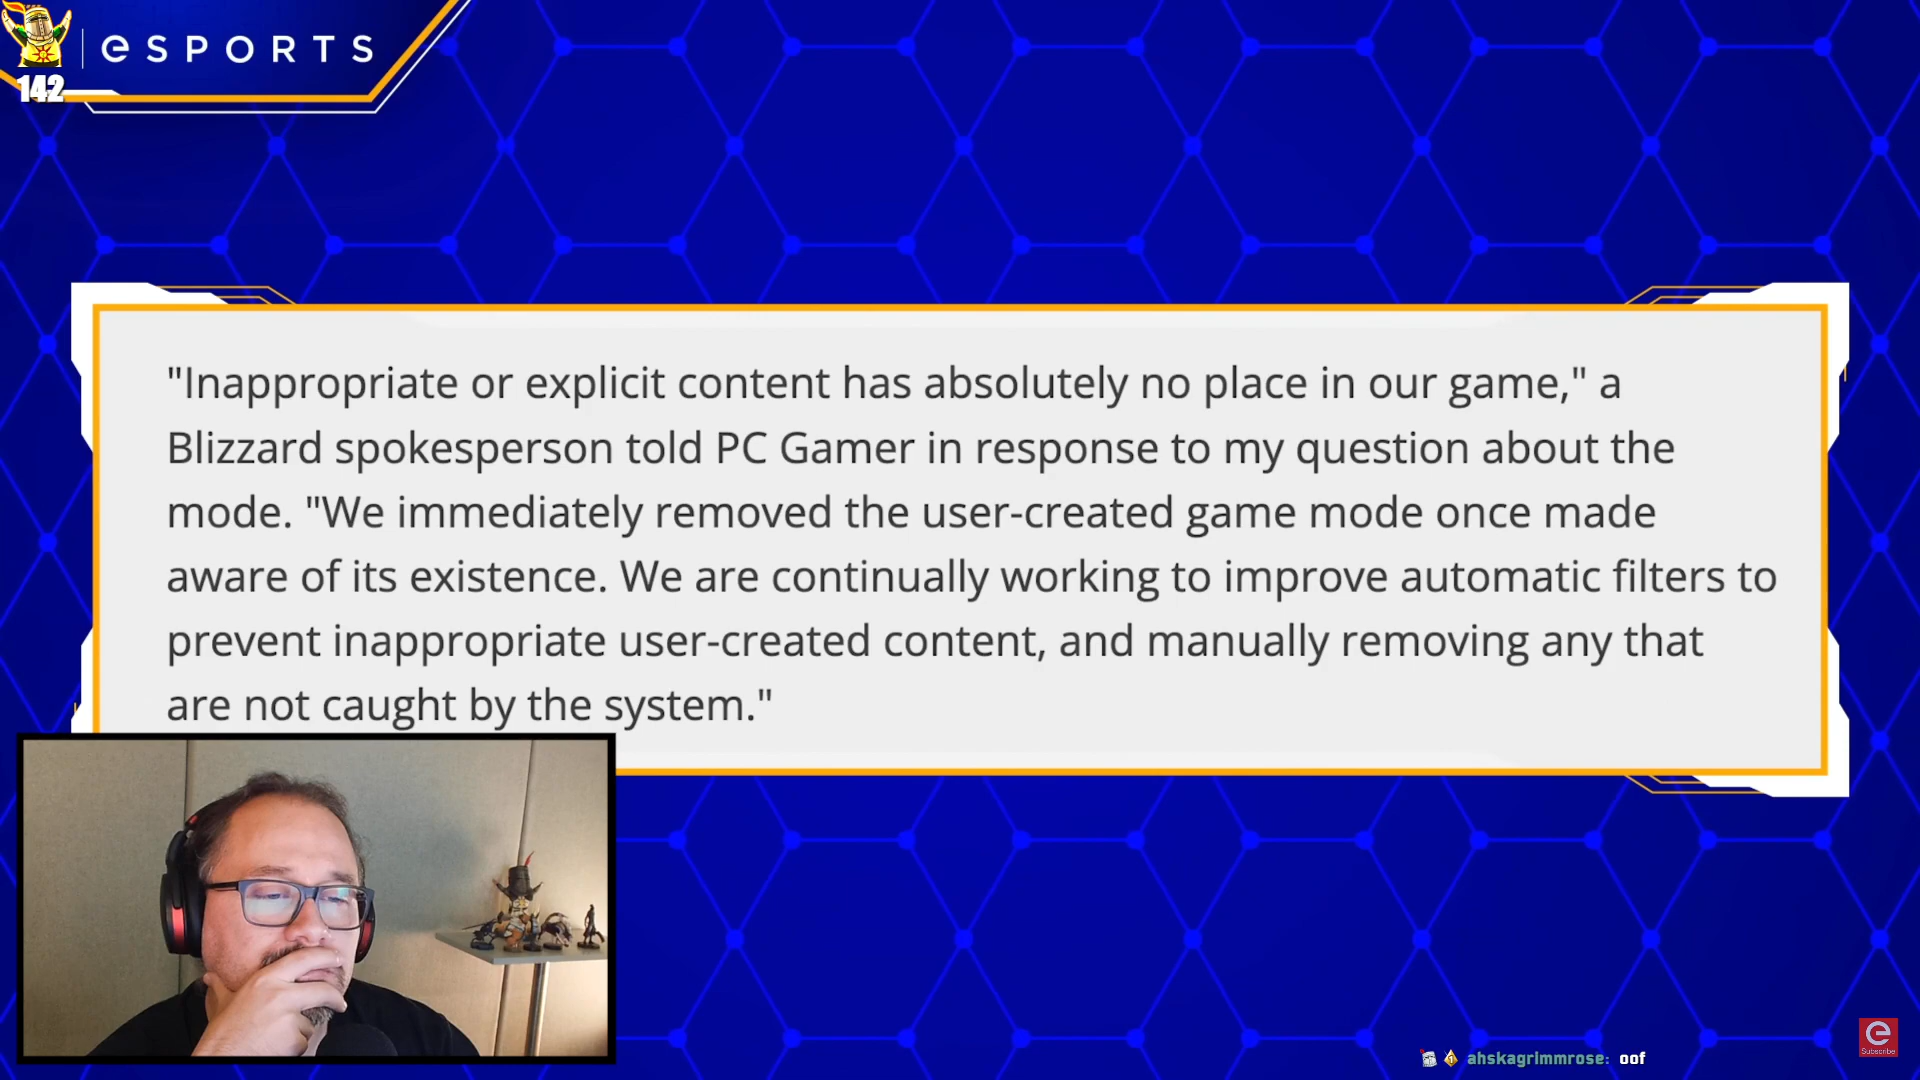 eSPORTS
142
"Inappropriate or explicit content has absolutely no place in our game," a
Blizzard spokesperson told PC Gamer in response to my question about the
mode. "We immediately removed the user-created game mode once made
aware of its existence. We are continually working to improve automatic filters to
prevent inappropriate user-created content, and manually removing any that
are not caught by the system."
e
Subscribe
ahskagrimmrose: oof